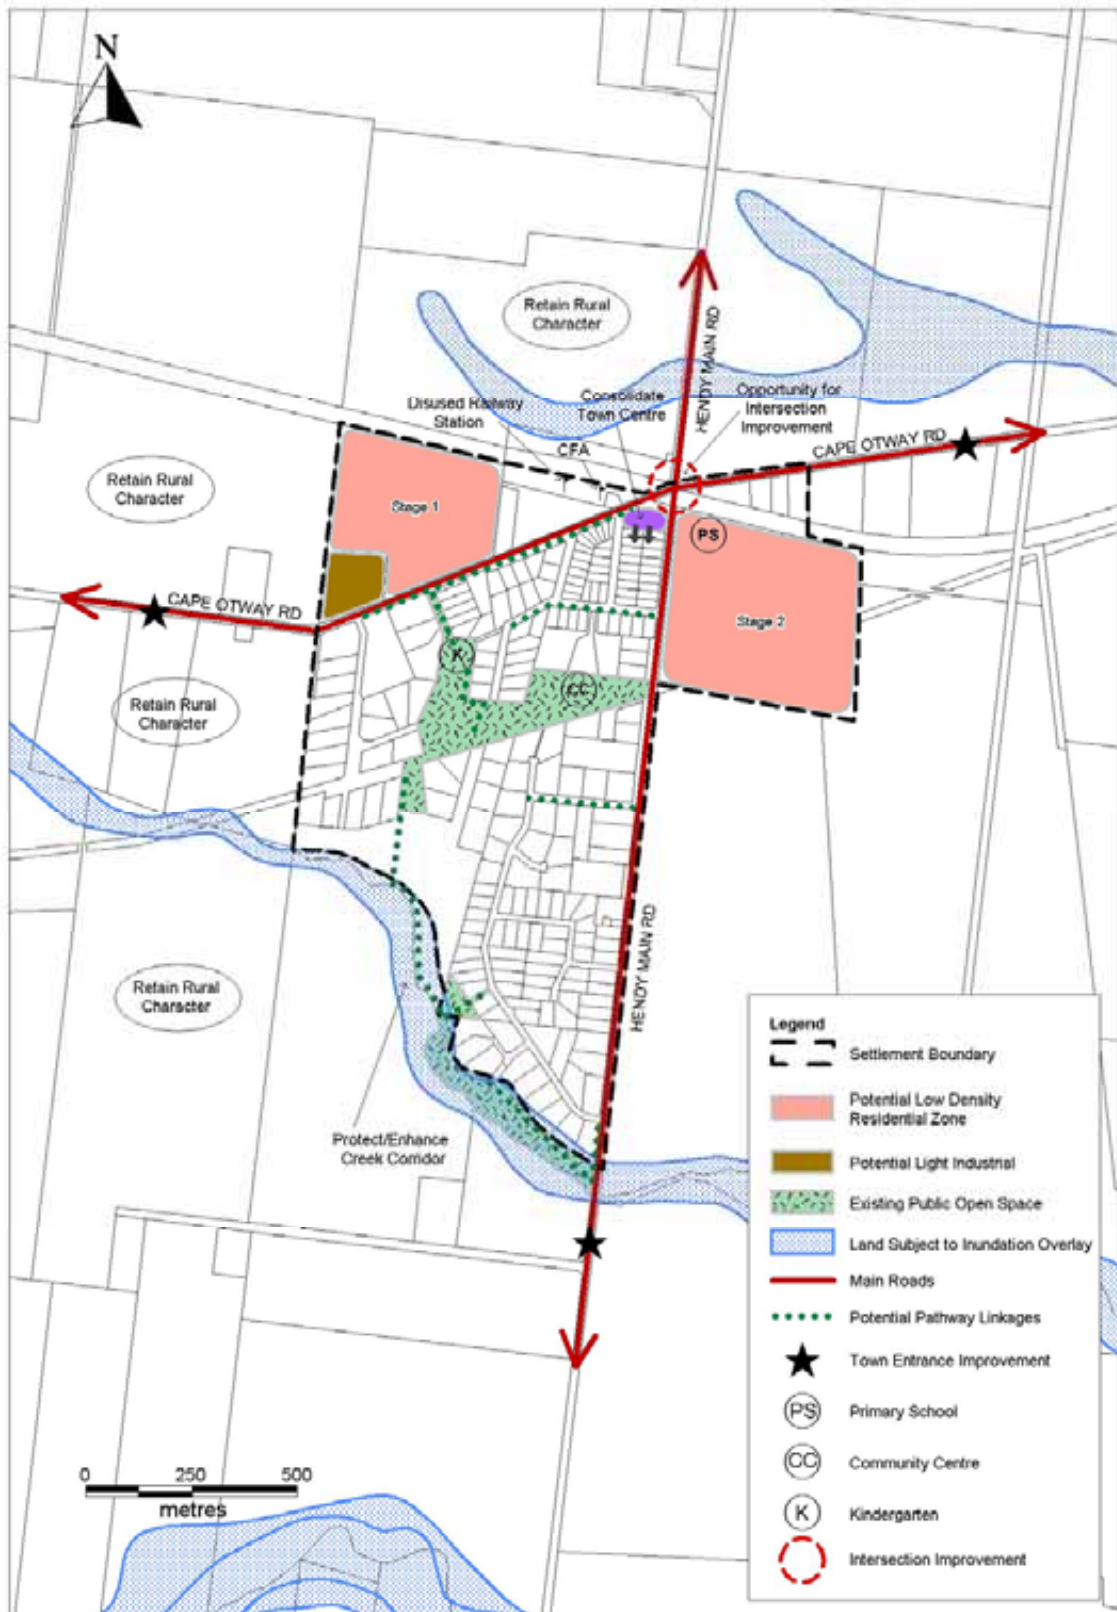 N
Retain Rural
Character
HENDY MAIN RD
Disused Railway
Station
Consolidate
Town Centre
Opportunity for
Intersection
Improvement
CFA
CAPE OTWAY RD
Retain Rural
Character
Stage 1
PS
CAPE OTWAY RD
Stage 2
K
CC
Retain Rural
Character
HENDY MAIN RD
Retain Rural
Character
Protect/Enhance
Creek Corridor
Legend
Settlement Boundary
Potential Low Density
Residential Zone
Potential Light Industrial
Existing Public Open Space
Land Subject to Inundation Overlay
Main Roads
Potential Pathway Linkages
Town Entrance Improvement
PS
Primary School
CC
Community Centre
K
Kindergarten
Intersection Improvement
0 250 500
metres